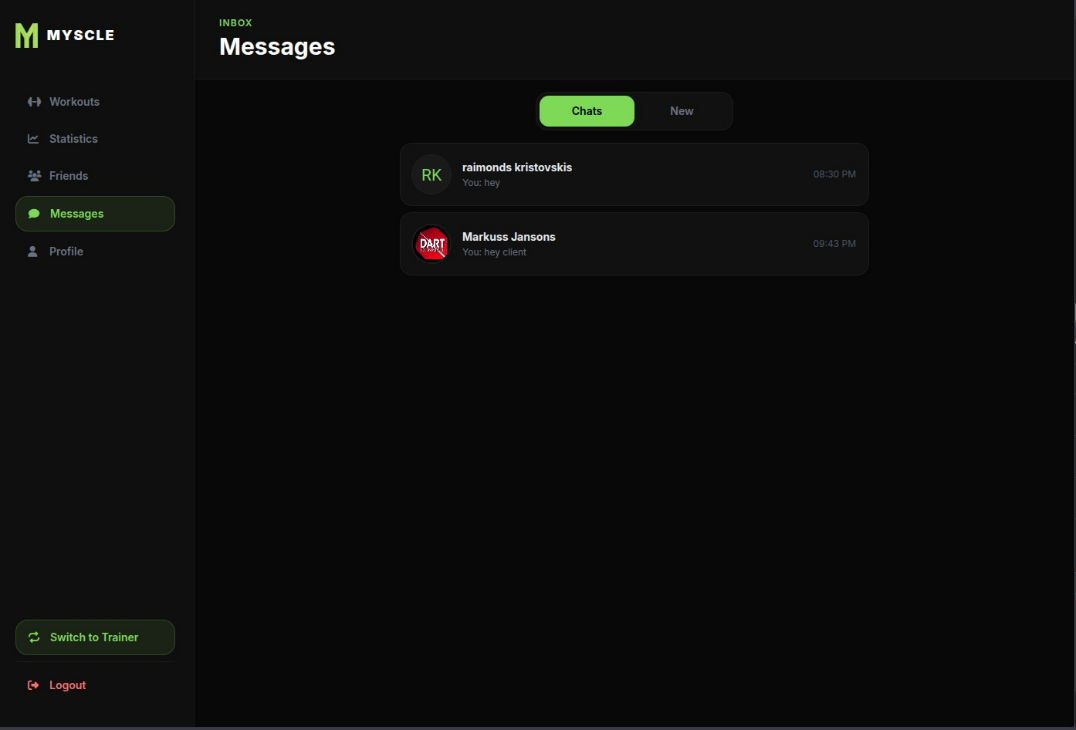 MYSCLE
Workouts
Statistics
Friends
Messages
Profile
Switch to Trainer
Logout
INBOX
Messages
Chats New
RK
raimonds kristovskis
08:30 PM
You: hey
DART
Markuss Jansons
09:43 PM
You: hey client